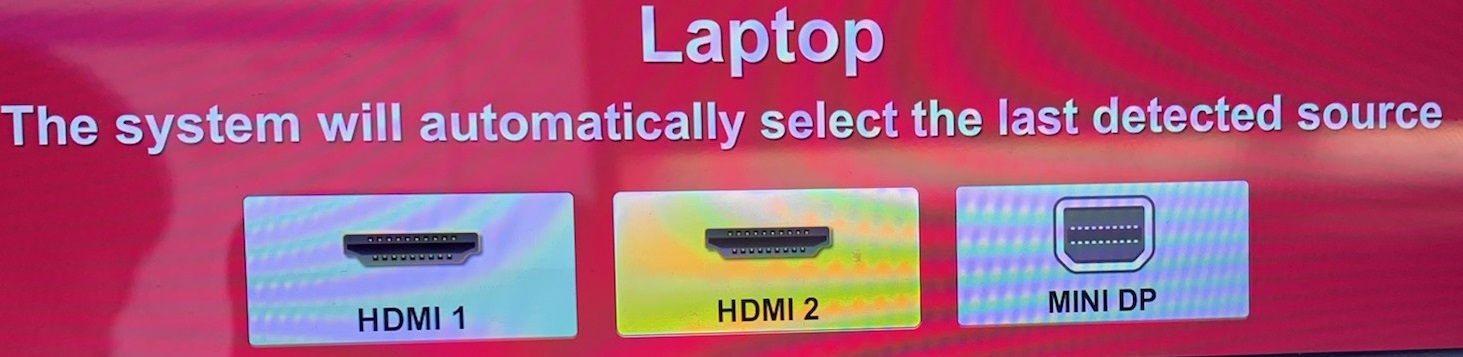 Laptop
The system will automatically select the last detected source
HDMI 1
HDMI 2
MINI DP